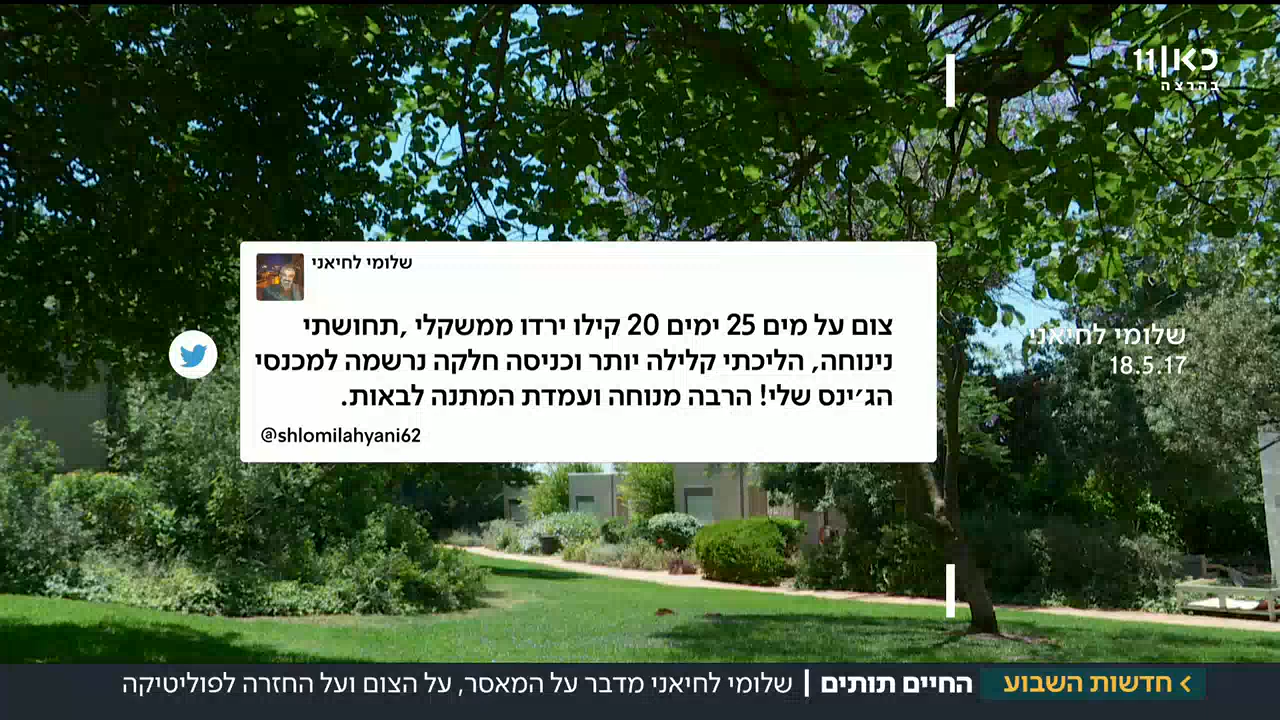 כאן 11
בהרצה
שלומי לחיאני
צום על מים 25 ימים 20 קילו ירדו ממשקלי ,תחושתי
נינוחה, הליכתי קלילה יותר וכניסה חלקה נרשמה למכנסי
הג׳ינס שלי! הרבה מנוחה ועמדת המתנה לבאות.
@shlomilahyani62
שלומי לחיאני
18.5.17
חדשות השבוע
החיים תותים | שלומי לחיאני מדבר על המאסר, על הצום ועל החזרה לפוליטיקה